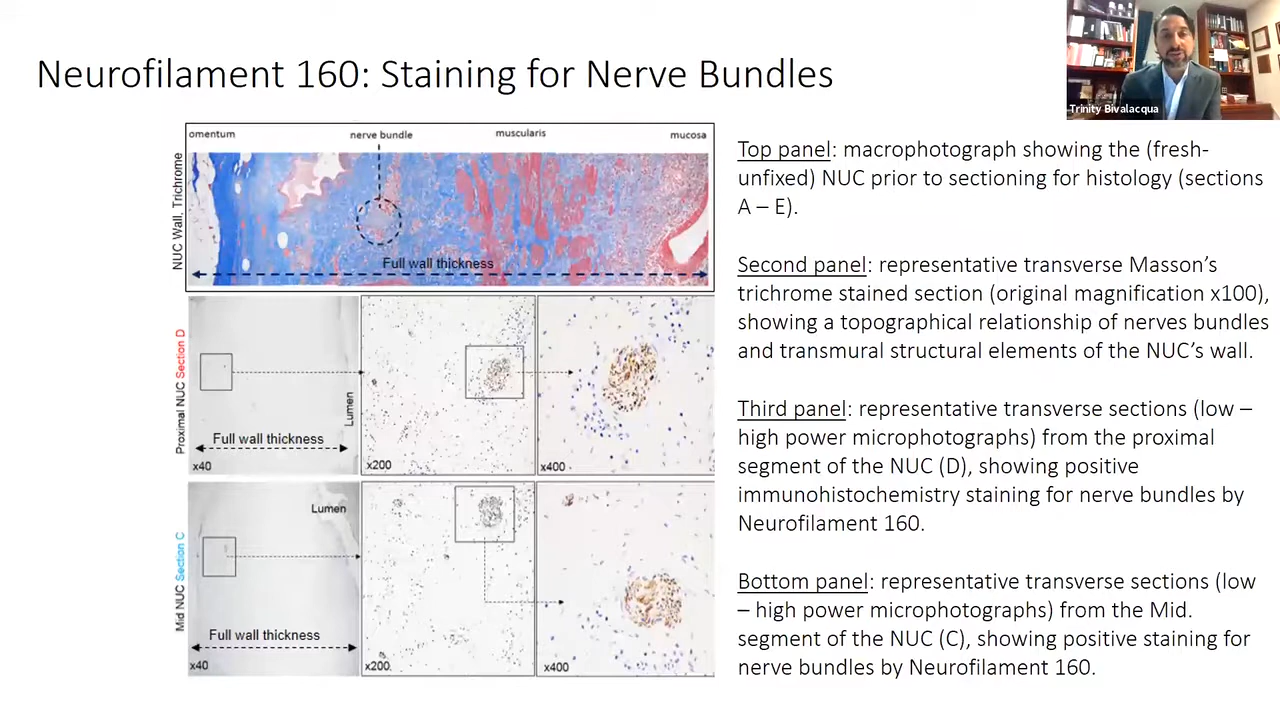 Neurofilament 160: Staining for Nerve Bundles
Trinity Bivalacqua
omentum
nerve bundle
muscularis
mucosa
NUC Wall, Trichrome
Full wall thickness
Proximal NUC Section D
Full wall thickness
Lumen
x40
x200
x400
Mid NUC Section C
Lumen
Full wall thickness
x40
x200
x400
Top panel: macrophotograph showing the (fresh-
unfixed) NUC prior to sectioning for histology (sections
A – E).
Second panel: representative transverse Masson’s
trichrome stained section (original magnification x100),
showing a topographical relationship of nerves bundles
and transmural structural elements of the NUC’s wall.
Third panel: representative transverse sections (low –
high power microphotographs) from the proximal
segment of the NUC (D), showing positive
immunohistochemistry staining for nerve bundles by
Neurofilament 160.
Bottom panel: representative transverse sections (low
– high power microphotographs) from the Mid.
segment of the NUC (C), showing positive staining for
nerve bundles by Neurofilament 160.